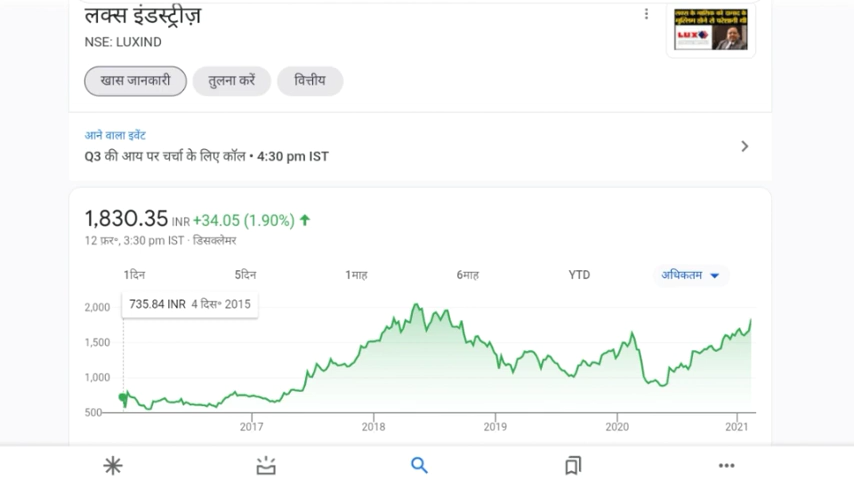 लक्स इंडस्ट्रीज़
NSE: LUXIND
LUX
खास जानकारी
तुलना करें
वित्तीय
आने वाला इवेंट
Q3 की आय पर चर्चा के लिए कॉल • 4:30 pm IST
1,830.35 INR +34.05 (1.90%) ↑
12 फ़र॰, 3:30 pm IST · डिसक्लेमर
1दिन
5दिन
1माह
6माह
YTD
अधिकतम
735.84 INR 4 दिस॰ 2015
2,000
1,500
1,000
500
2017
2018
2019
2020
2021